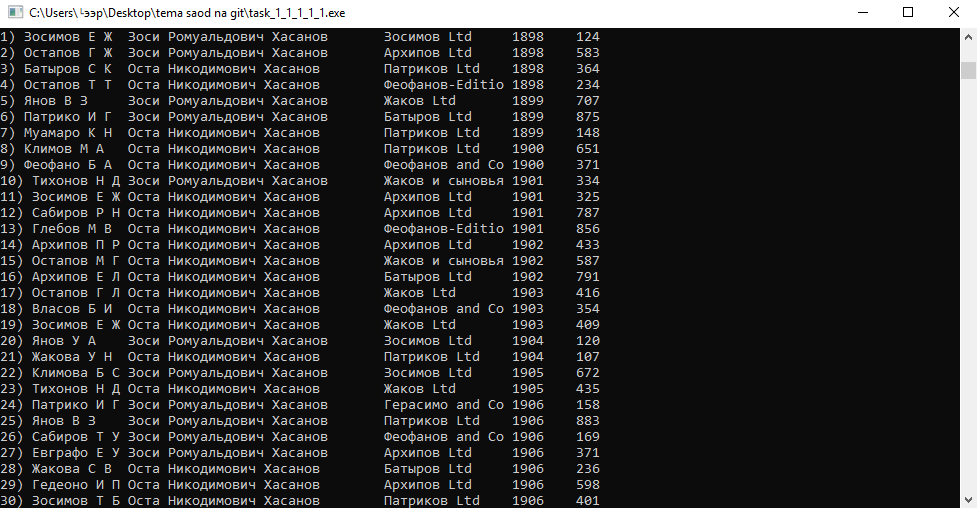 C:\Users\└ээр\Desktop\tema saod na git\task_1_1_1_1_1.exe
1) Зосимов Е Ж Зоси Ромуальдович Хасанов Зосимов Ltd 1898 124
2) Остапов Г Ж Зоси Ромуальдович Хасанов Архипов Ltd 1898 583
3) Батыров С К Оста Никодимович Хасанов Патриков Ltd 1898 364
4) Остапов Т Т Оста Никодимович Хасанов Феофанов-Editio 1898 234
5) Янов В З Зоси Ромуальдович Хасанов Жаков Ltd 1899 707
6) Патрико И Г Зоси Ромуальдович Хасанов Батыров Ltd 1899 875
7) Муамаро К Н Оста Никодимович Хасанов Патриков Ltd 1899 148
8) Климов М А Оста Никодимович Хасанов Патриков Ltd 1900 651
9) Феофано Б А Оста Никодимович Хасанов Феофанов and Co 1900 371
10) Тихонов Н Д Зоси Ромуальдович Хасанов Жаков и сыновья 1901 334
11) Зосимов Е Ж Оста Никодимович Хасанов Архипов Ltd 1901 325
12) Сабиров Р Н Оста Никодимович Хасанов Архипов Ltd 1901 787
13) Глебов М В Оста Никодимович Хасанов Феофанов-Editio 1901 856
14) Архипов П Р Оста Никодимович Хасанов Архипов Ltd 1902 433
15) Остапов М Г Оста Никодимович Хасанов Жаков и сыновья 1902 587
16) Архипов Е Л Оста Никодимович Хасанов Батыров Ltd 1902 791
17) Остапов Г Л Оста Никодимович Хасанов Жаков Ltd 1903 416
18) Власов Б И Оста Никодимович Хасанов Феофанов and Co 1903 354
19) Зосимов Е Ж Оста Никодимович Хасанов Жаков Ltd 1903 409
20) Янов У А Зоси Ромуальдович Хасанов Зосимов Ltd 1904 120
21) Жакова У Н Оста Никодимович Хасанов Патриков Ltd 1904 107
22) Климова Б С Зоси Ромуальдович Хасанов Зосимов Ltd 1905 672
23) Тихонов Н Д Оста Никодимович Хасанов Жаков Ltd 1905 435
24) Патрико И Г Зоси Ромуальдович Хасанов Герасимо and Co 1906 158
25) Янов В З Зоси Ромуальдович Хасанов Патриков Ltd 1906 883
26) Сабиров Т У Зоси Ромуальдович Хасанов Феофанов and Co 1906 169
27) Евграфо Е У Зоси Ромуальдович Хасанов Архипов Ltd 1906 371
28) Жакова С В Оста Никодимович Хасанов Батыров Ltd 1906 236
29) Гедеоно И П Оста Никодимович Хасанов Архипов Ltd 1906 598
30) Зосимов Т Б Оста Никодимович Хасанов Патриков Ltd 1906 401